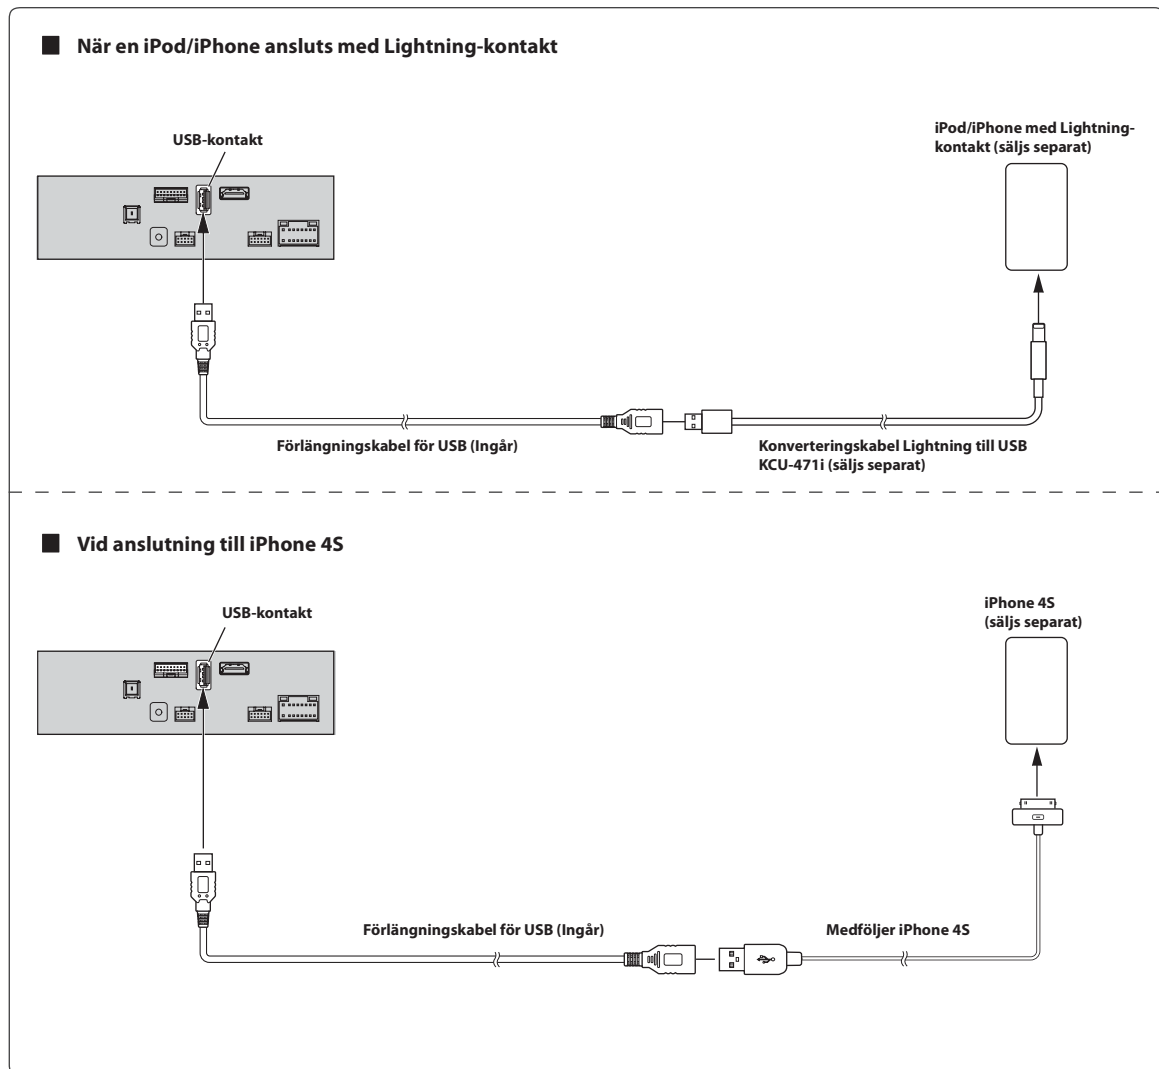 När en iPod/iPhone ansluts med Lightning-kontakt
USB-kontakt
iPod/iPhone med Lightning-
kontakt (säljs separat)
Förlängningskabel för USB (Ingår)
Konverteringskabel Lightning till USB
KCU-471i (säljs separat)
Vid anslutning till iPhone 4S
USB-kontakt
iPhone 4S
(säljs separat)
Förlängningskabel för USB (Ingår)
Medföljer iPhone 4S